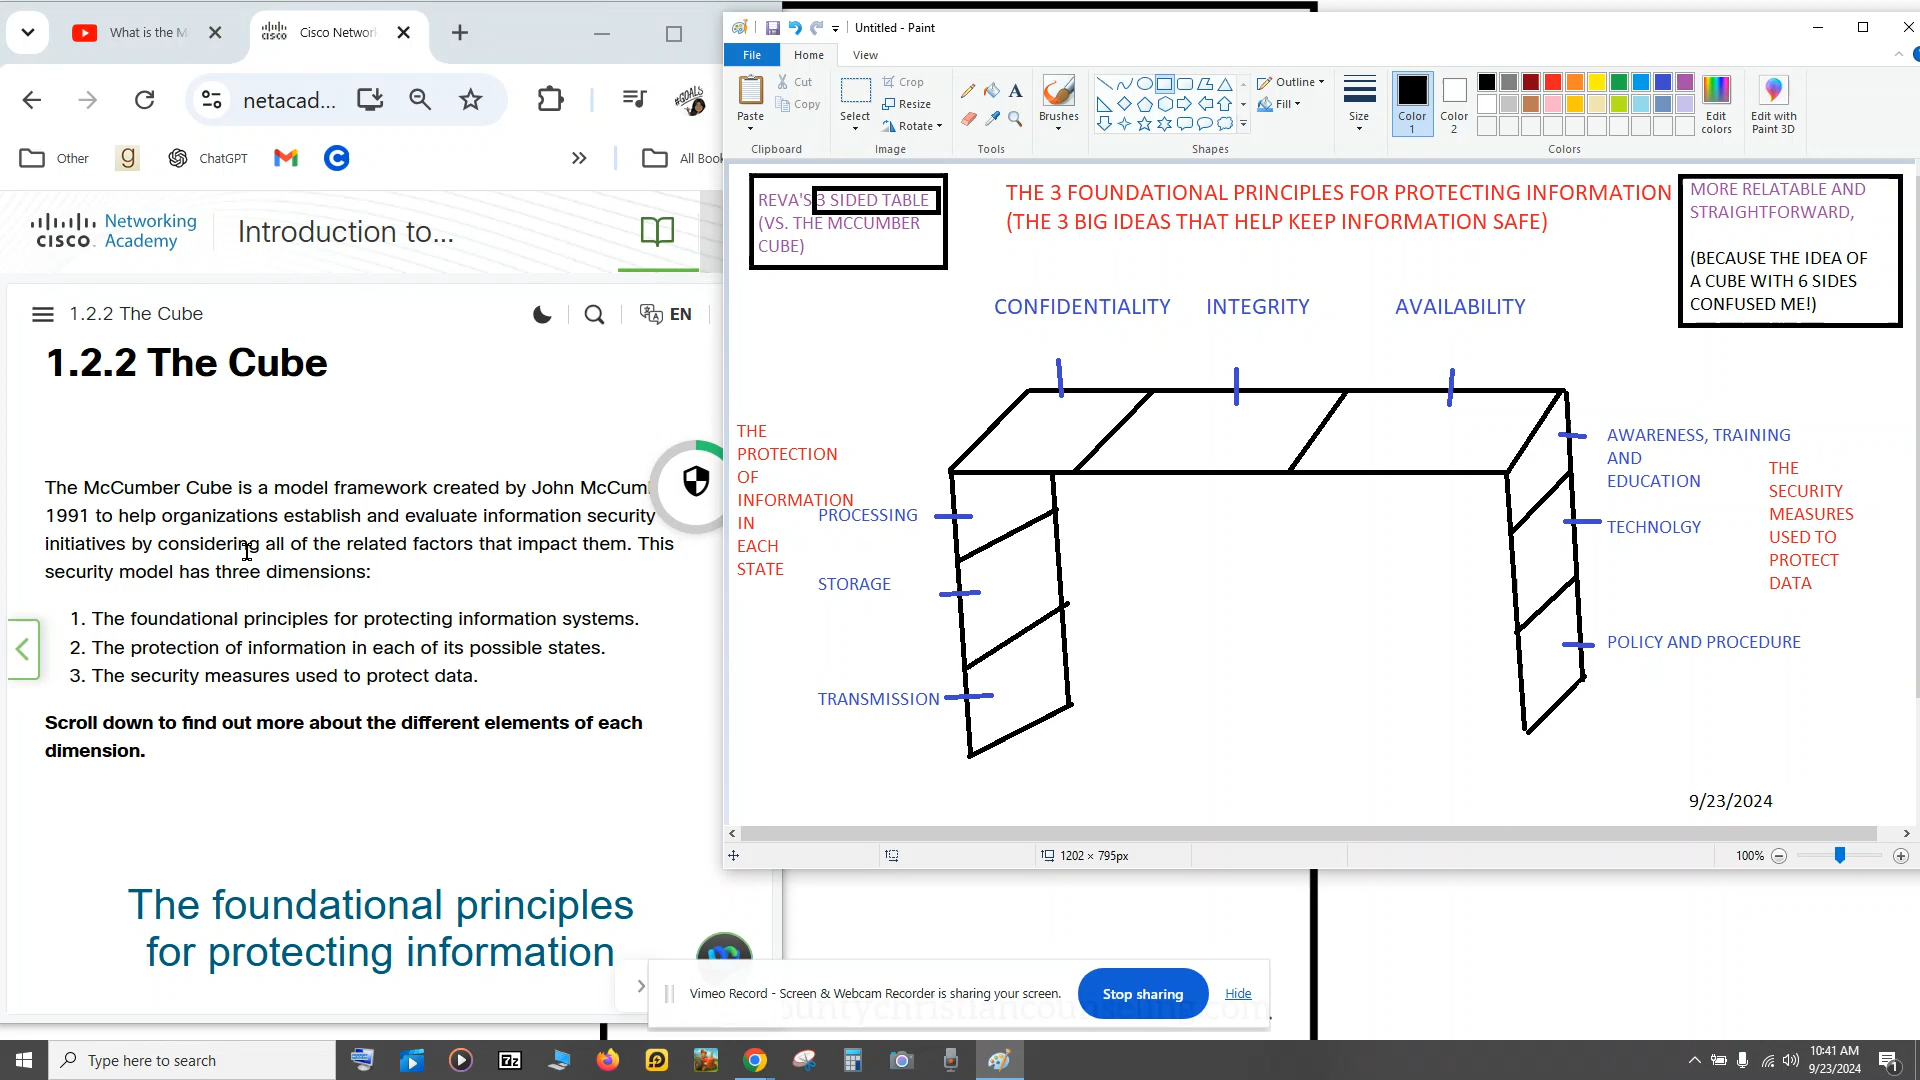 What is the M
Cisco Networ
netacad...
Other
ChatGPT
All Boo
CISCO
Networking
Academy
Introduction to...
1.2.2 The Cube
EN
1.2.2 The Cube
The McCumber Cube is a model framework created by John McCum
1991 to help organizations establish and evaluate information security
initiatives by considering all of the related factors that impact them. This
security model has three dimensions:
1. The foundational principles for protecting information systems.
2. The protection of information in each of its possible states.
3. The security measures used to protect data.
Scroll down to find out more about the different elements of each
dimension.
The foundational principles
for protecting information
Untitled - Paint
File
Home
View
Paste
Cut
Copy
Clipboard
Select
Crop
Resize
Rotate
Image
Tools
Brushes
Shapes
Outline
Fill
Size
Color
1
Color
2
Edit
colors
Edit with
Paint 3D
Colors
REVA'S 3 SIDED TABLE
(VS. THE MCCUMBER
CUBE)
THE 3 FOUNDATIONAL PRINCIPLES FOR PROTECTING INFORMATION
(THE 3 BIG IDEAS THAT HELP KEEP INFORMATION SAFE)
MORE RELATABLE AND
STRAIGHTFORWARD,
(BECAUSE THE IDEA OF
A CUBE WITH 6 SIDES
CONFUSED ME!)
CONFIDENTIALITY
INTEGRITY
AVAILABILITY
THE
PROTECTION
OF
INFORMATION
IN
EACH
STATE
PROCESSING
STORAGE
TRANSMISSION
AWARENESS, TRAINING
AND
EDUCATION
TECHNOLGY
POLICY AND PROCEDURE
THE
SECURITY
MEASURES
USED TO
PROTECT
DATA
9/23/2024
1202 × 795px
100%
Vimeo Record - Screen & Webcam Recorder is sharing your screen.
Stop sharing
Hide
Type here to search
10:41 AM
9/23/2024